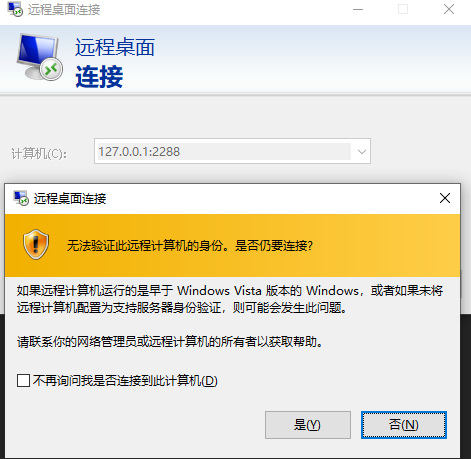 远程桌面连接
远程桌面
连接
计算机(C):
127.0.0.1:2288
远程桌面连接
无法验证此远程计算机的身份。是否仍要连接?
如果远程计算机运行的是早于 Windows Vista 版本的 Windows，或者如果未将
远程计算机配置为支持服务器身份验证，则可能会发生此问题。
请联系你的网络管理员或远程计算机的所有者以获取帮助。
不再询问我是否连接到此计算机(D)
是(Y)
否(N)